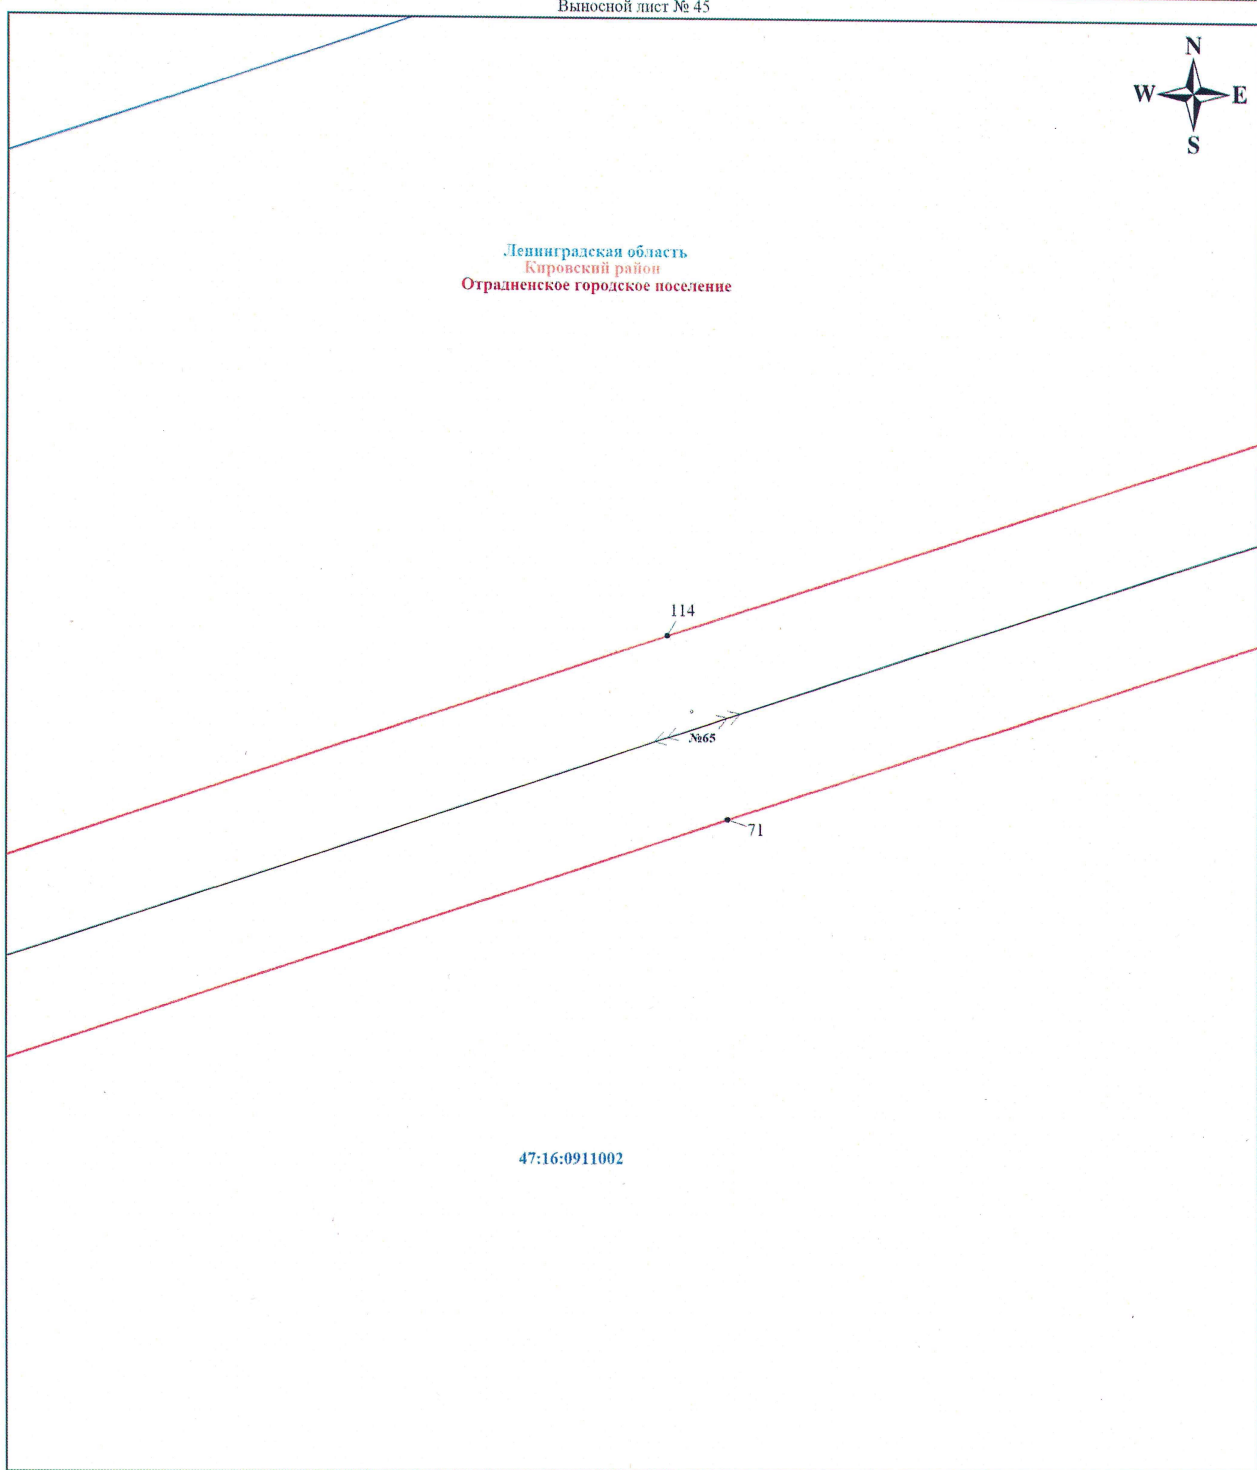 Выносной лист № 45
N
W E
S
Ленинградская область
Кировский район
Отрадненское городское поселение
114
№65
71
47:16:0911002